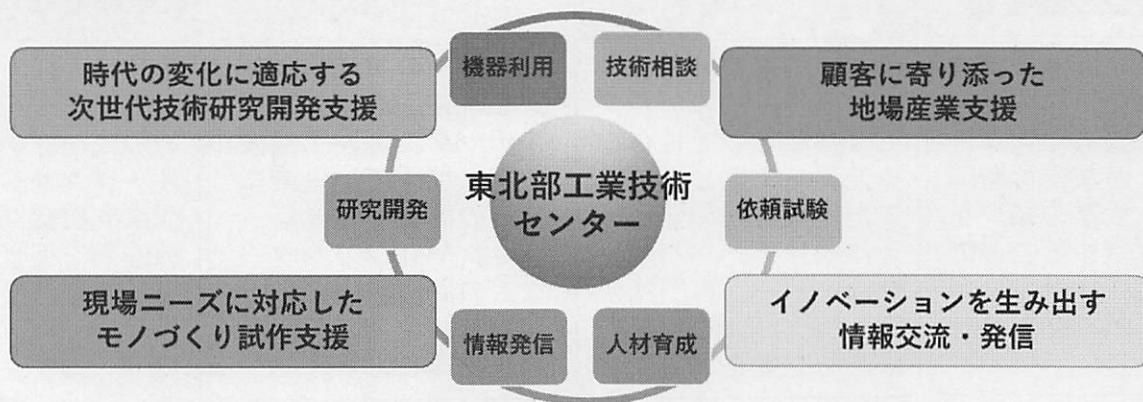 機器利用
技術相談
時代の変化に適応する
次世代技術研究開発支援
顧客に寄り添った
地場産業支援
東北部工業技術
センター
研究開発
依頼試験
現場ニーズに対応した
モノづくり試作支援
イノベーションを生み出す
情報交流・発信
情報発信
人材育成